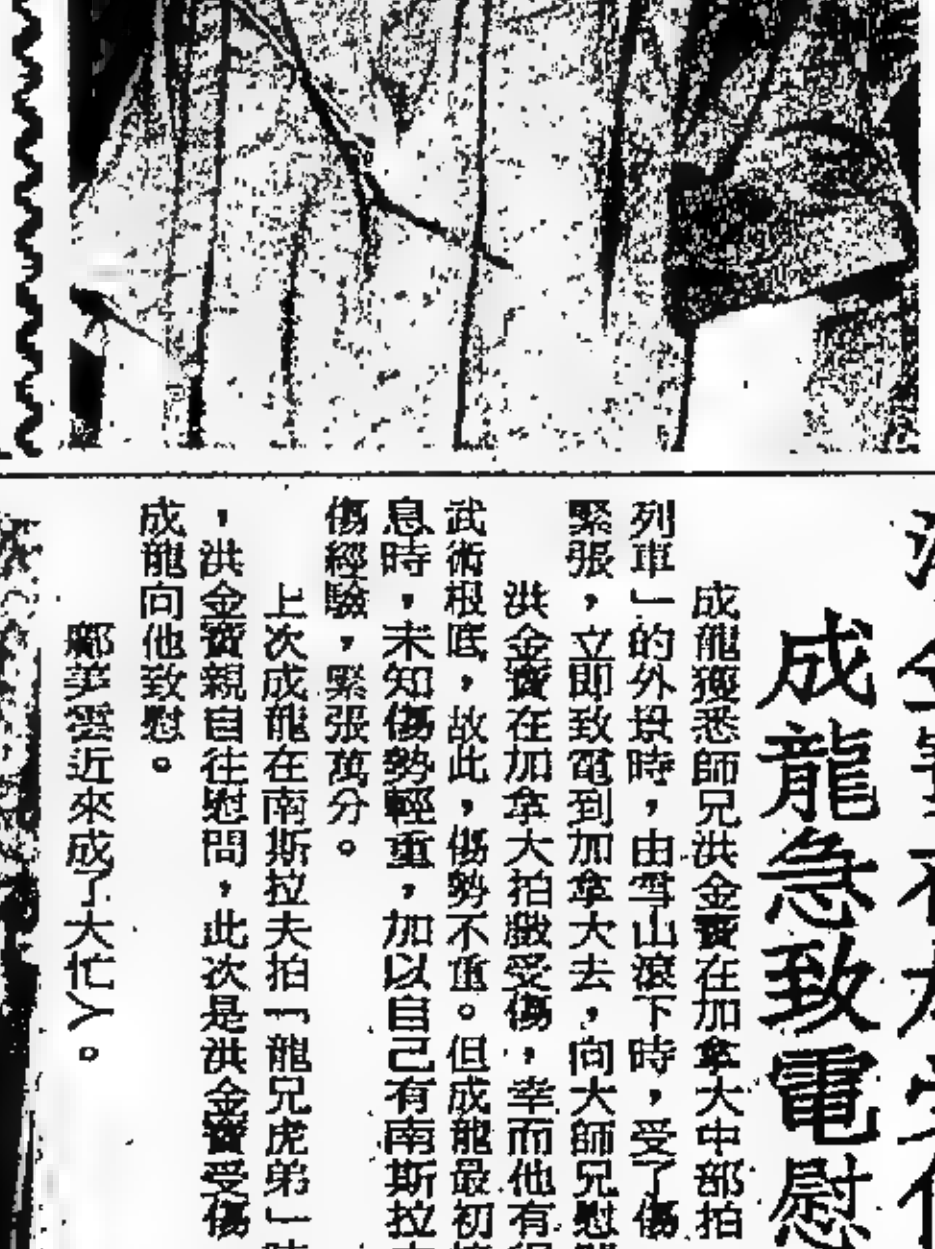 成龍急致電慰
成龍獲悉師兄洪金寶在加拿大中部拍
列車」的外景時，由雪山滾下時，受了傷
緊張，立即致電到加拿大去，向大師兄慰
洪金寶在加拿大拍戲受傷，幸而他有
武術根底，故此，傷勢不重。但成龍最初
息時，未知傷勢輕重，加以自己有南斯拉
傷經驗，緊張萬分。
上次成龍在南斯拉夫拍「龍兄虎弟」
，洪金寶親自往慰問，此次是洪金寶受傷
成龍向他致慰。
鄺美雲近來成了大忙人。